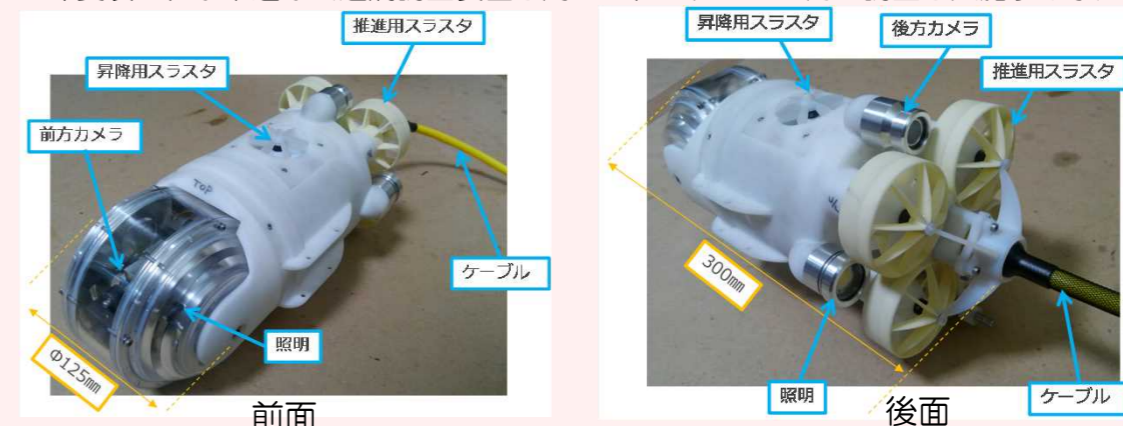 推進用スラスタ
昇降用スラスタ
前方カメラ
TOP
ケーブル
照明
Φ125㎜
前面
昇降用スラスタ
後方カメラ
推進用スラスタ
300㎜
照明
ケーブル
後面